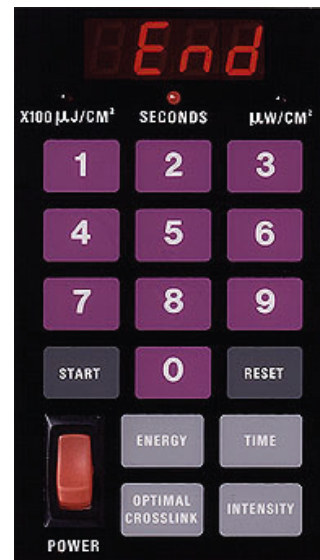 End
X100 µJ/CM² SECONDS µW/CM²
1 2 3
4 5 6
7 8 9
START 0 RESET
ENERGY TIME
OPTIMAL CROSSLINK INTENSITY
POWER